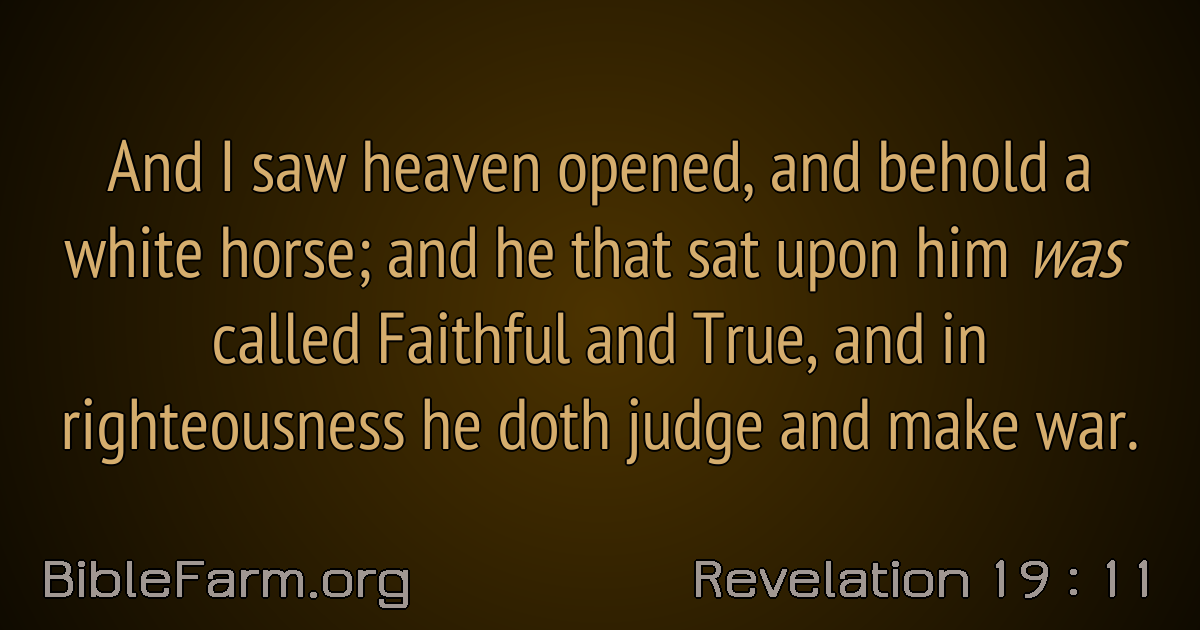 And I saw heaven opened, and behold a
white horse; and he that sat upon him was
called Faithful and True, and in
righteousness he doth judge and make war.
BibleFarm.org
Revelation 19 : 11